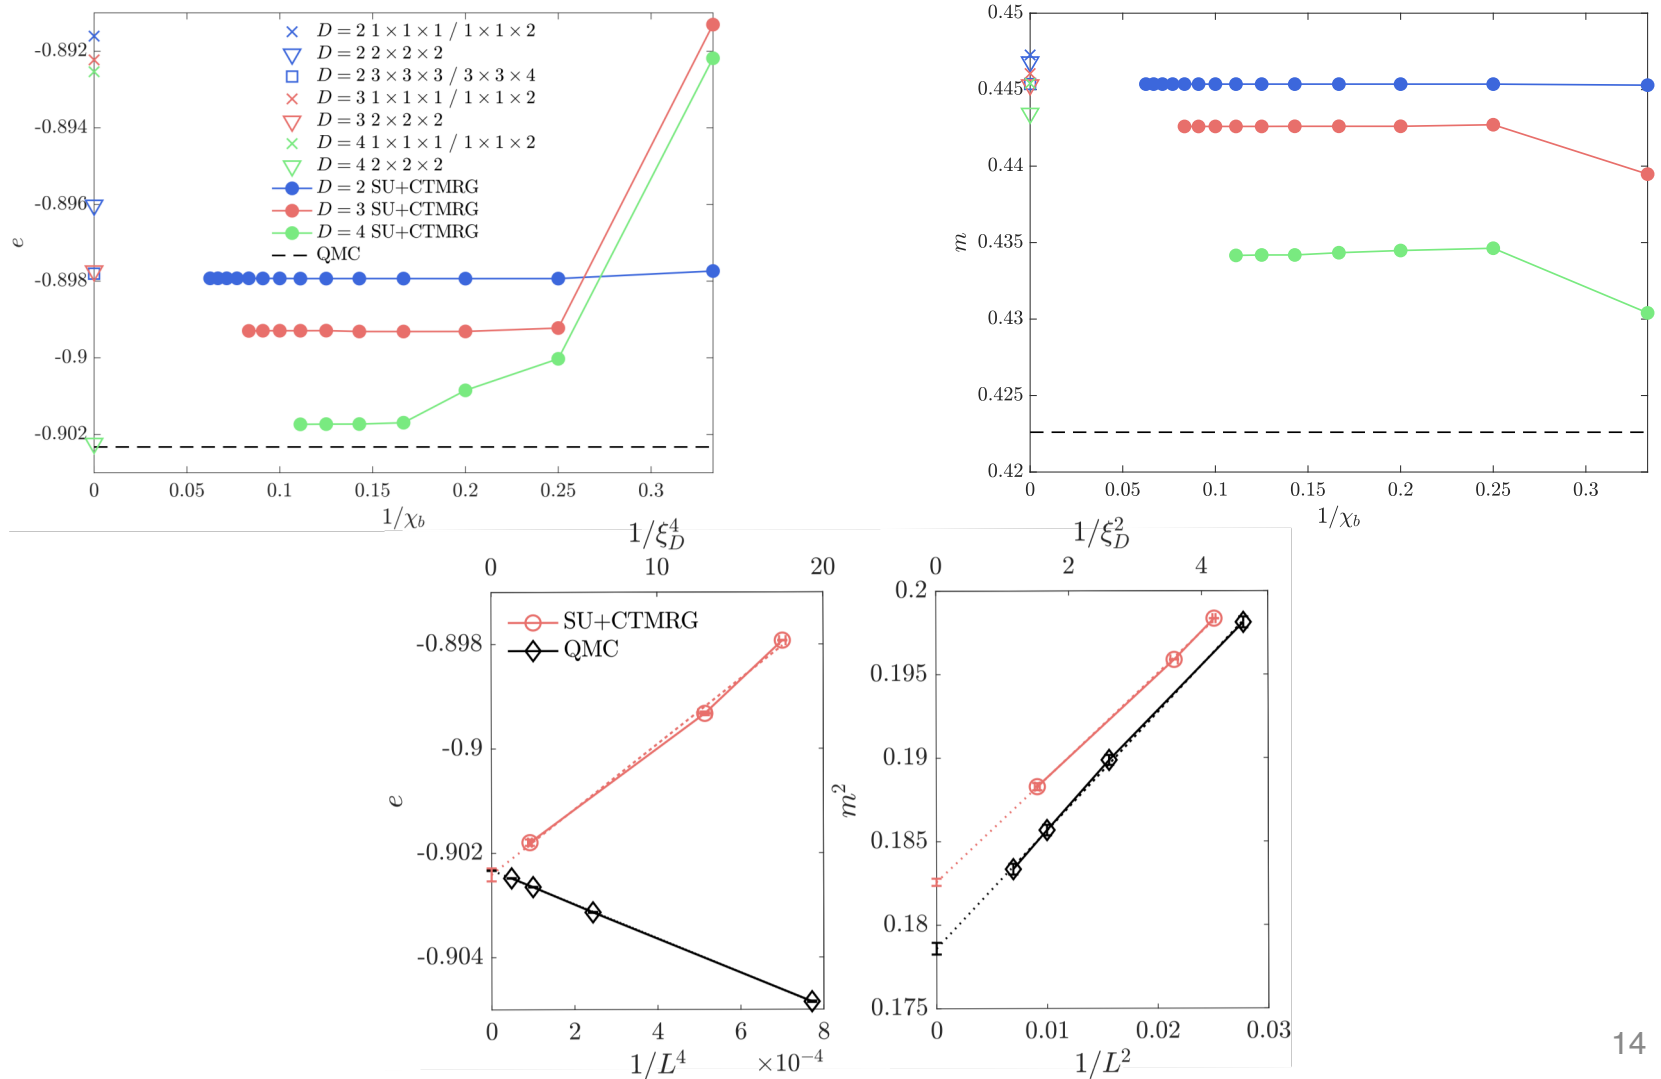 -0.892
-0.894
-0.896
-0.898
-0.9
-0.902
e
D = 2 1 × 1 × 1 / 1 × 1 × 2
D = 2 2 × 2 × 2
D = 2 3 × 3 × 3 / 3 × 3 × 4
D = 3 1 × 1 × 1 / 1 × 1 × 2
D = 3 2 × 2 × 2
D = 4 1 × 1 × 1 / 1 × 1 × 2
D = 4 2 × 2 × 2
D = 2 SU+CTMRG
D = 3 SU+CTMRG
D = 4 SU+CTMRG
QMC
0 0.05 0.1 0.15 0.2 0.25 0.3
1/χ_b
0.45
0.445
0.44
0.435
0.43
0.425
0.42
m
0 0.05 0.1 0.15 0.2 0.25 0.3
1/χ_b
1/ξ_D^4
0 10 20
SU+CTMRG
QMC
-0.898
-0.9
-0.902
-0.904
e
0 2 4 6 8
1/L^4 ×10^-4
1/ξ_D^2
0 2 4
0.2
0.195
0.19
0.185
0.18
0.175
m^2
0 0.01 0.02 0.03
1/L^2
14